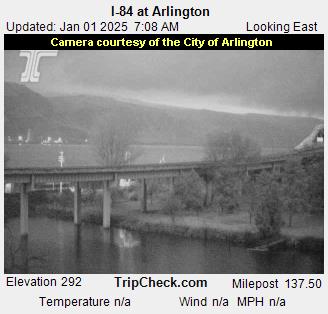 I-84 at Arlington
Updated: Jan 01 2025 7:08 AM Looking East
Camera courtesy of the City of Arlington
Elevation 292 TripCheck.com Milepost 137.50
Temperature n/a Wind n/a MPH n/a